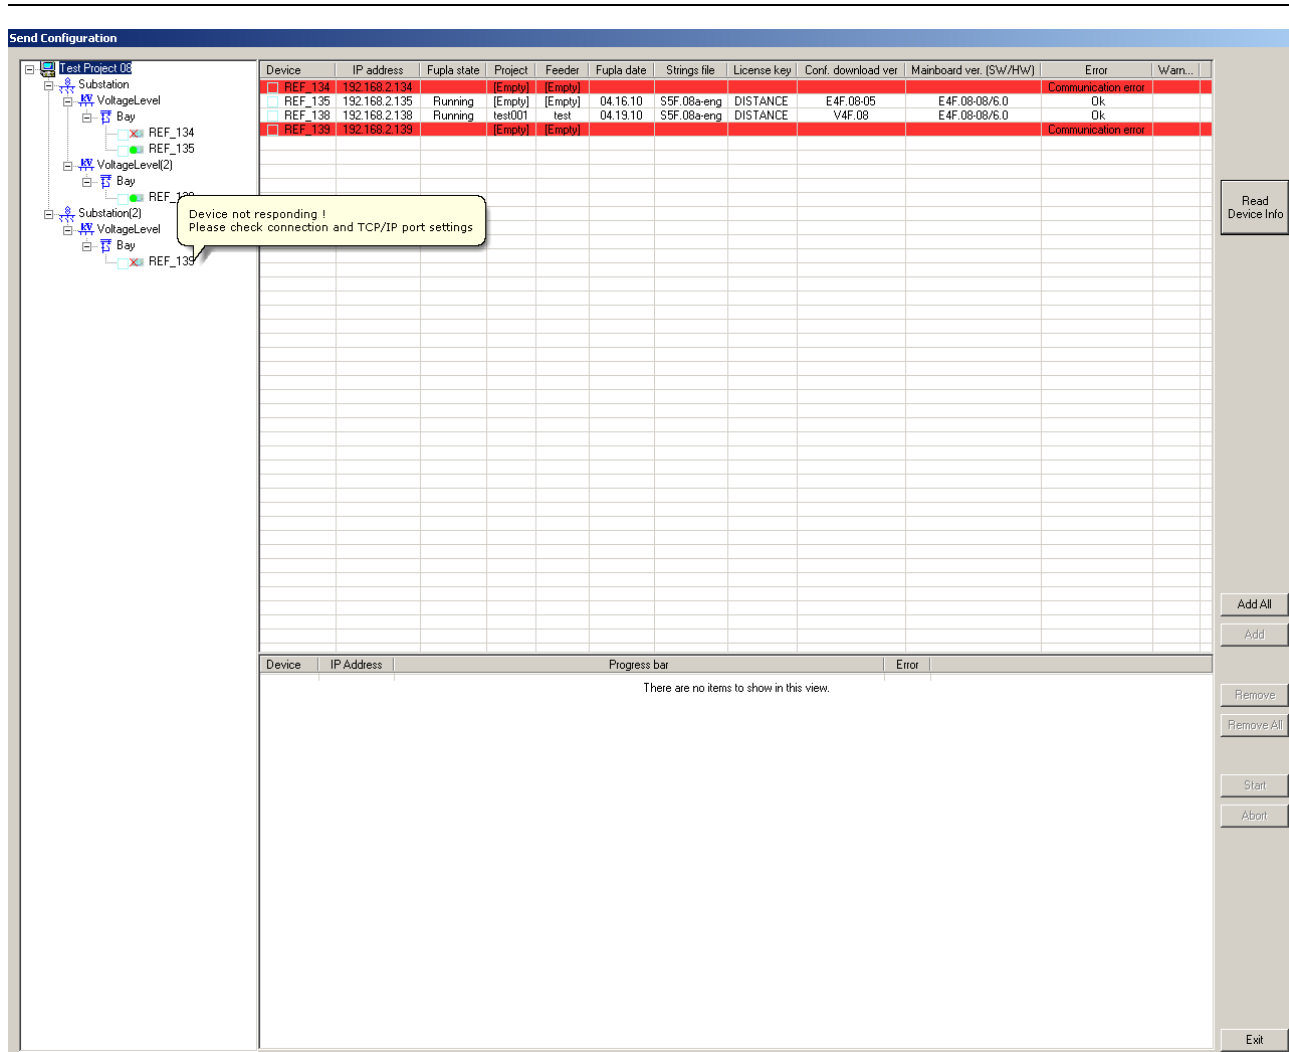 Send Configuration
Test Project 08
Substation
VoltageLevel
Bay
REF_134
REF_135
VoltageLevel(2)
Bay
REF_
Substation(2)
VoltageLevel
Bay
REF_139
Device not responding !
Please check connection and TCP/IP port settings
Device IP address Fupla state Project Feeder Fupla date Strings file License key Conf. download ver Mainboard ver. (SW/HW) Error Warn...
REF_134 192.168.2.134 [Empty] [Empty] Communication error
REF_135 192.168.2.135 Running [Empty] [Empty] 04.16.10 S5F.08a-eng DISTANCE E4F.08-05 E4F.08-08/6.0 Ok
REF_138 192.168.2.138 Running test001 test 04.19.10 S5F.08a-eng DISTANCE V4F.08 E4F.08-08/6.0 Ok
REF_139 192.168.2.139 [Empty] [Empty] Communication error
Device IP Address Progress bar Error
There are no items to show in this view.
Read
Device Info
Add All
Add
Remove
Remove All
Start
Abort
Exit